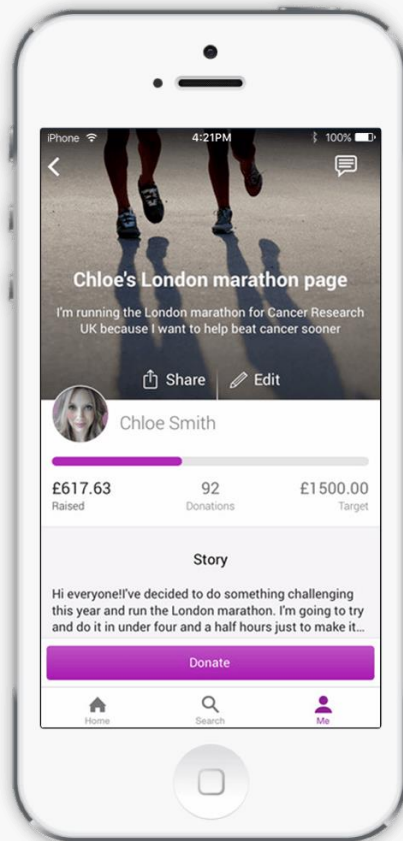 iPhone 4:21PM 100%
Chloe's London marathon page
I'm running the London marathon for Cancer Research
UK because I want to help beat cancer sooner
Share Edit
Chloe Smith
£617.63 92 £1500.00
Raised Donations Target
Story
Hi everyone!I've decided to do something challenging
this year and run the London marathon. I'm going to try
and do it in under four and a half hours just to make it...
Donate
Home Search Me